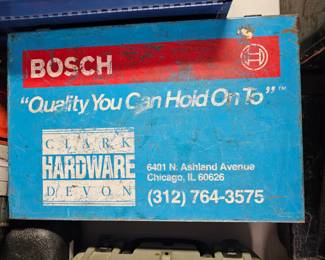 BOSCH
"Quality You Can Hold On To"™
CLARK
HARDWARE
DEVON
6401 N. Ashland Avenue
Chicago, IL 60626
(312) 764-3575